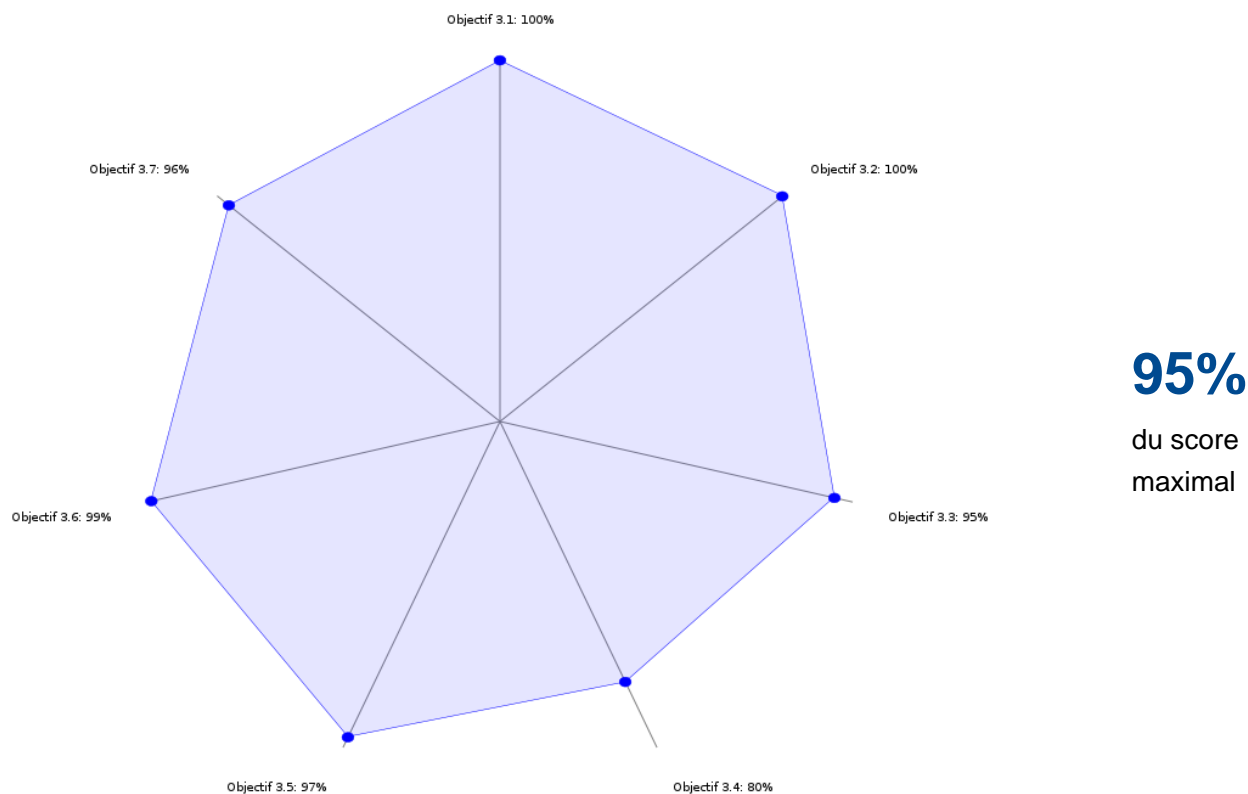 Objectif 3.1: 100%
Objectif 3.7: 96%
Objectif 3.2: 100%
95%
du score
maximal
Objectif 3.6: 99%
Objectif 3.3: 95%
Objectif 3.5: 97%
Objectif 3.4: 80%